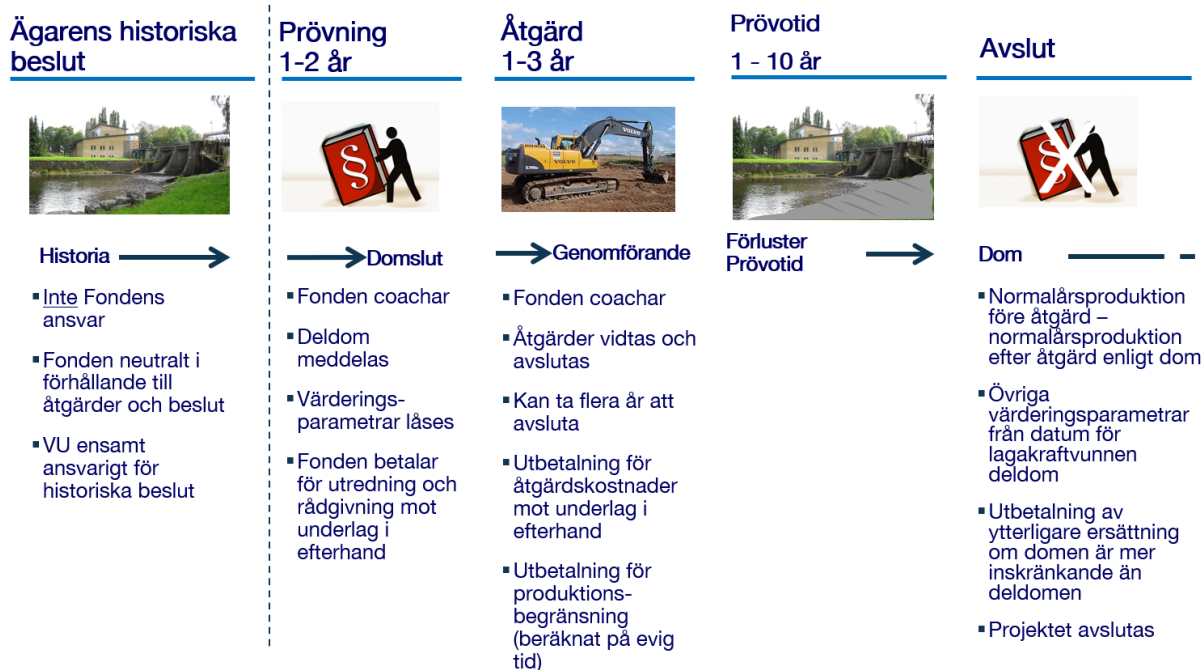 Ägarens historiska
beslut
Historia
Inte Fondens
ansvar
Fonden neutralt i
förhållande till
åtgärder och beslut
VU ensamt
ansvarigt för
historiska beslut
Prövning
1-2 år
§
Domslut
Fonden coachar
Deldom
meddelas
Värderings-
parametrar låses
Fonden betalar
för utredning och
rådgivning mot
underlag i
efterhand
Åtgärd
1-3 år
VOLVO
VOLVO
Genomförande
Fonden coachar
Åtgärder vidtas och
avslutas
Kan ta flera år att
avsluta
Utbetalning för
åtgärdskostnader
mot underlag i
efterhand
Utbetalning för
produktions-
begränsning
(beräknat på evig
tid)
Prövotid
1 - 10 år
Förluster
Prövotid
Avslut
§
Dom
Normalårsproduktion
före åtgärd –
normalårsproduktion
efter åtgärd enligt dom
Övriga
värderingsparametrar
från datum för
lagakraftvunnen
deldom
Utbetalning av
ytterligare ersättning
om domen är mer
inskränkande än
deldomen
Projektet avslutas